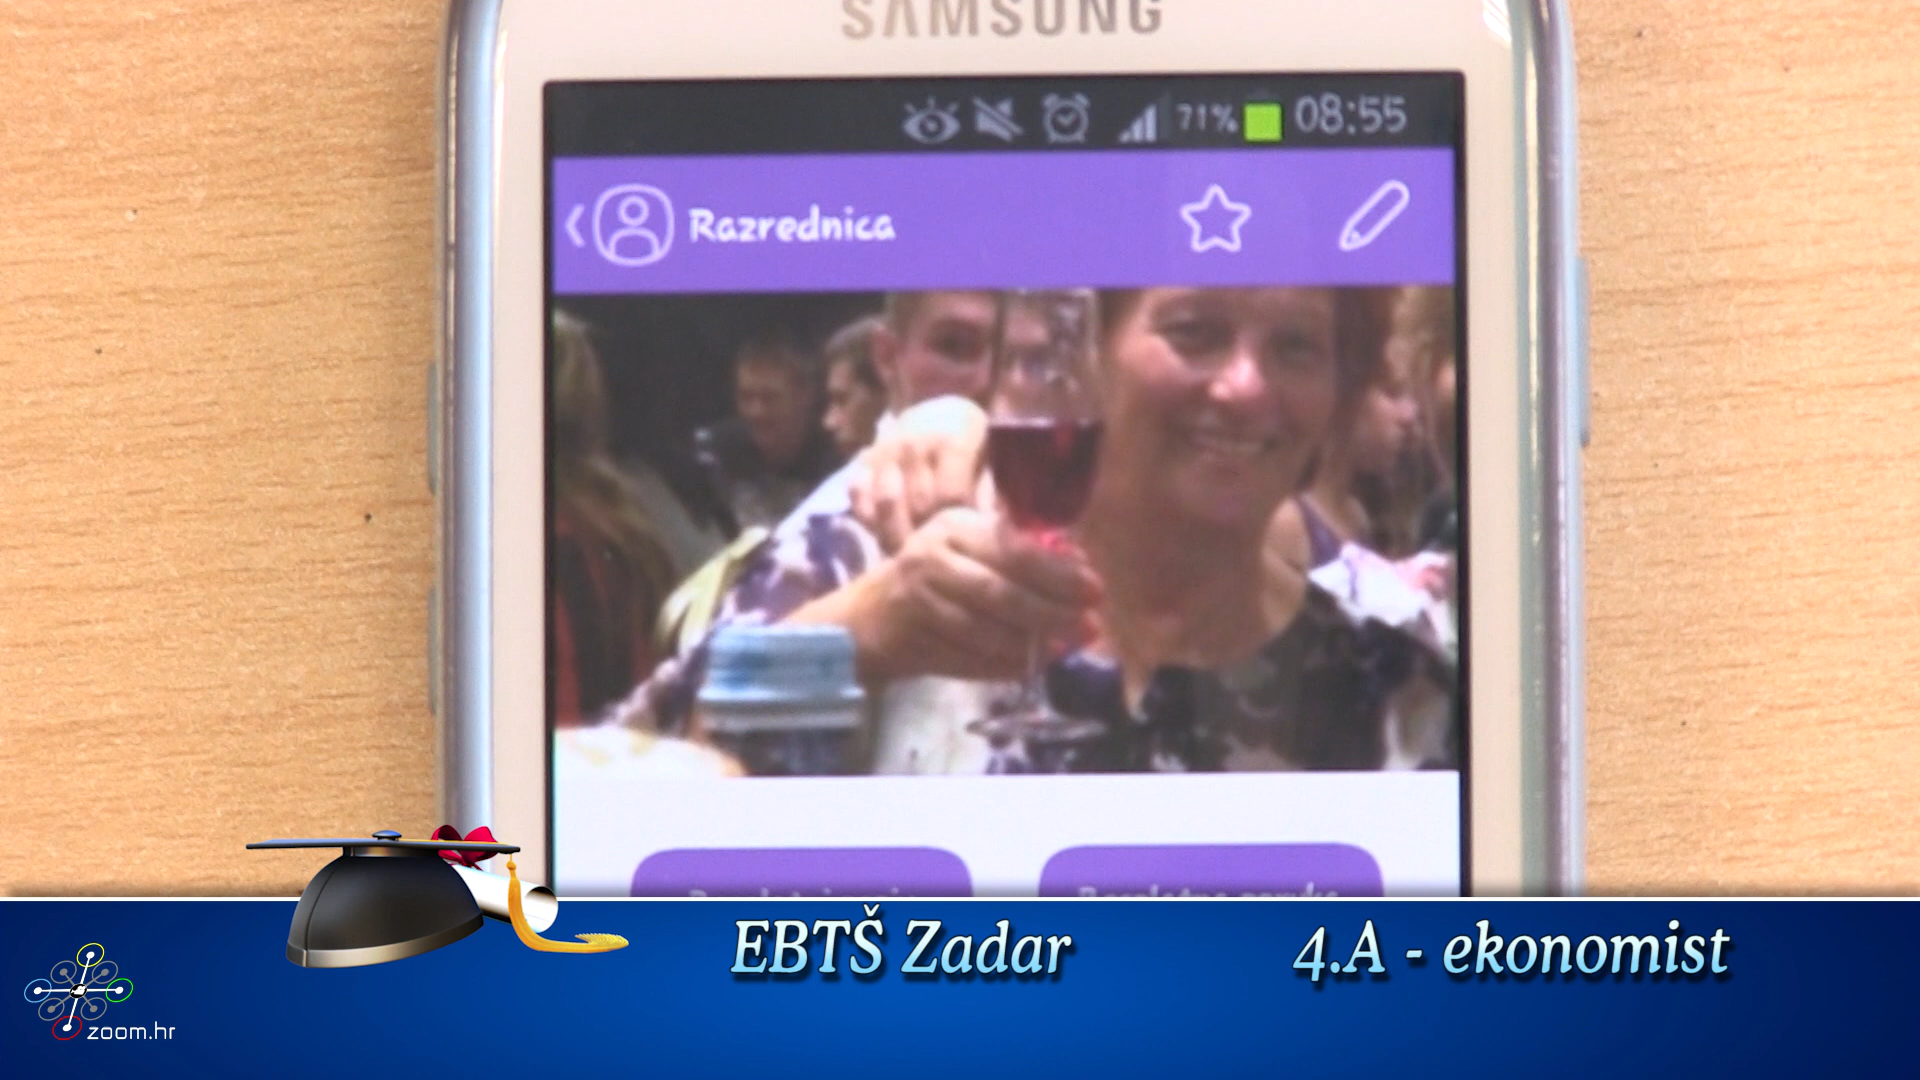 SAMSUNG
71% 08:55
Razrednica
EBTŠ Zadar
4.A - ekonomist
zoom.hr